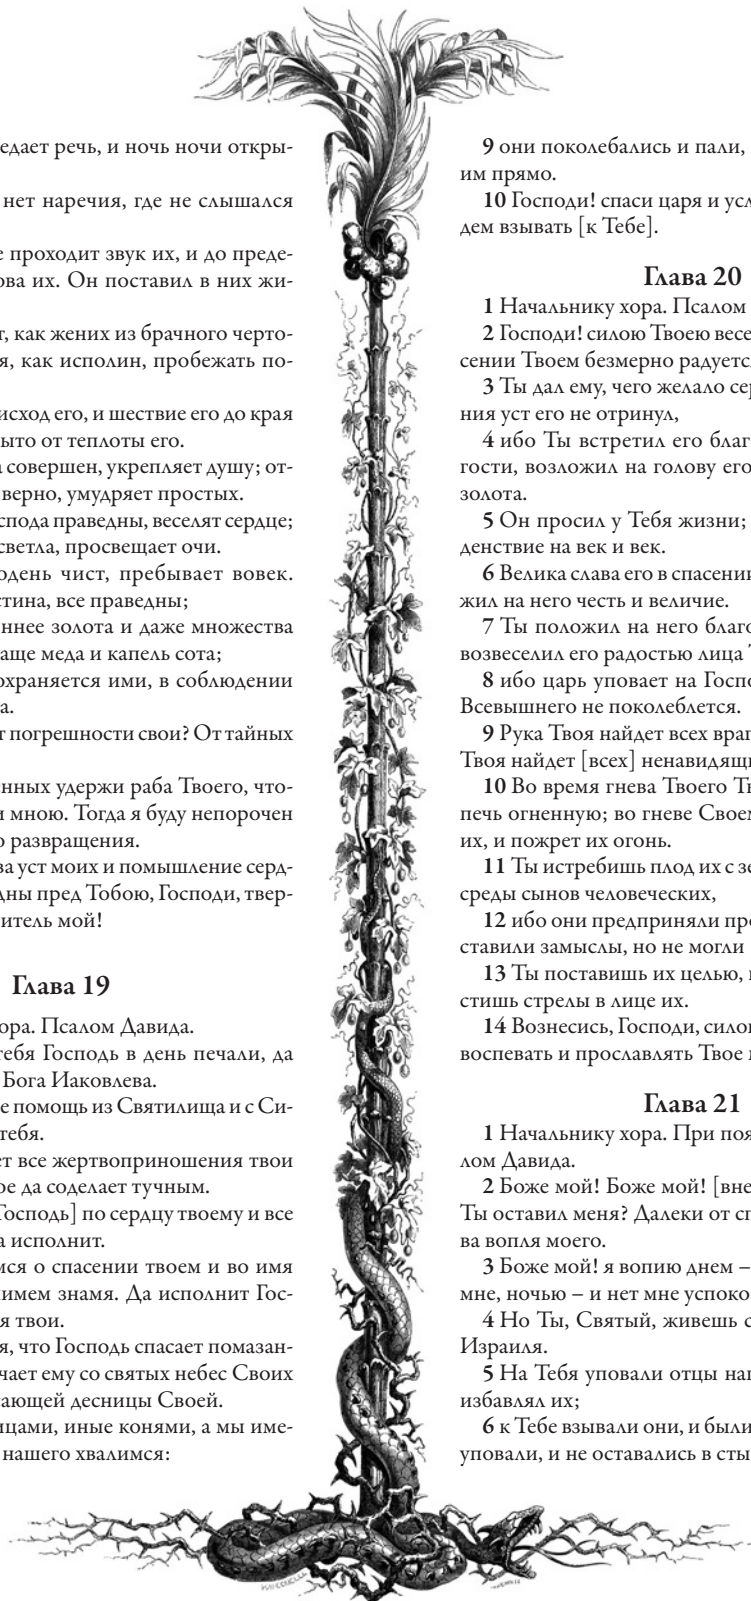 едает речь, и ночь ночи откры-
нет наречия, где не слышался
е проходит звук их, и до преде-
ова их. Он поставил в них жи-
т, как жених из брачного черто-
я, как исполин, пробежать по-
исход его, и шествие его до края
ыто от теплоты его.
а совершен, укрепляет душу; от-
верно, умудряет простых.
спода праведны, веселят сердце;
светла, просвещает очи.
одень чист, пребывает вовек.
стина, все праведны;
ннее золота и даже множества
аще меда и капель сота;
охраняется ими, в соблюдении
а.
т погрешности свои? От тайных
енных удержи раба Твоего, что-
и мною. Тогда я буду непорочен
о развращения.
ва уст моих и помышление серд-
дны пред Тобою, Господи, твер-
витель мой!
Глава 19
ора. Псалом Давида.
тебя Господь в день печали, да
Бога Иаковлева.
е помощь из Святилища и с Си-
тебя.
ет все жертвоприношения твои
ое да соделает тучным.
Господь] по сердцу твоему и все
а исполнит.
мся о спасении твоем и во имя
нимем знамя. Да исполнит Гос-
я твои.
я, что Господь спасает помазан-
чает ему со святых небес Своих
сающей десницы Своей.
ницами, иные конями, а мы име-
нашего хвалимся:
9 они поколебались и пали,
им прямо.
10 Господи! спаси царя и усл
дем взывать [к Тебе].
Глава 20
1 Начальнику хора. Псалом
2 Господи! силою Твоею весе
сении Твоем безмерно радуетс
3 Ты дал ему, чего желало сер
ния уст его не отринул,
4 ибо Ты встретил его благ
гости, возложил на голову его
золота.
5 Он просил у Тебя жизни;
денствие на век и век.
6 Велика слава его в спасени
жил на него честь и величие.
7 Ты положил на него благо
возвеселил его радостью лица Т
8 ибо царь уповает на Госпо
Всевышнего не поколеблется.
9 Рука Твоя найдет всех враг
Твоя найдет [всех] ненавидящи
10 Во время гнева Твоего Т
печь огненную; во гневе Своем
их, и пожрет их огонь.
11 Ты истребишь плод их с зе
среды сынов человеческих,
12 ибо они предприняли про
ставили замыслы, но не могли
13 Ты поставишь их целью,
стишь стрелы в лице их.
14 Вознесись, Господи, сило
воспевать и прославлять Твое
Глава 21
1 Начальнику хора. При поя
лом Давида.
2 Боже мой! Боже мой! [вне
Ты оставил меня? Далеки от сп
ва вопля моего.
3 Боже мой! я вопию днем –
мне, ночью – и нет мне успоко
4 Но Ты, Святый, живешь с
Израиля.
5 На Тебя уповали отцы на
избавлял их;
6 к Тебе взывали они, и были
уповали, и не оставались в сты